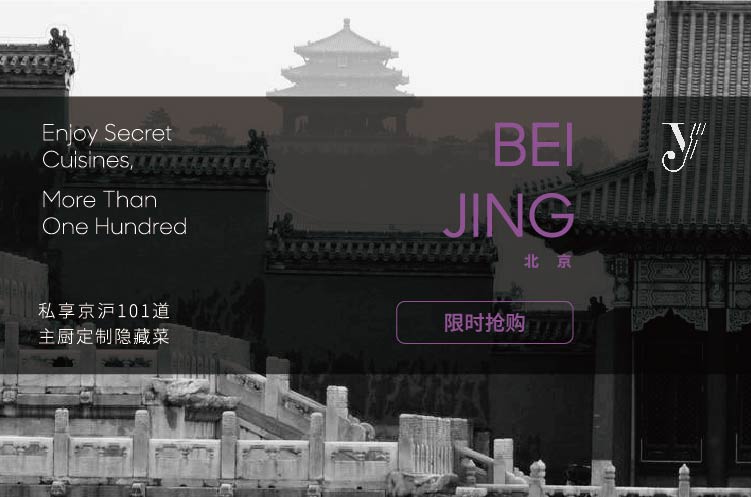 Enjoy Secret
Cuisines,
More Than
One Hundred
私享京沪101道
主厨定制隐藏菜
BEI
JING
北京
限时抢购
y